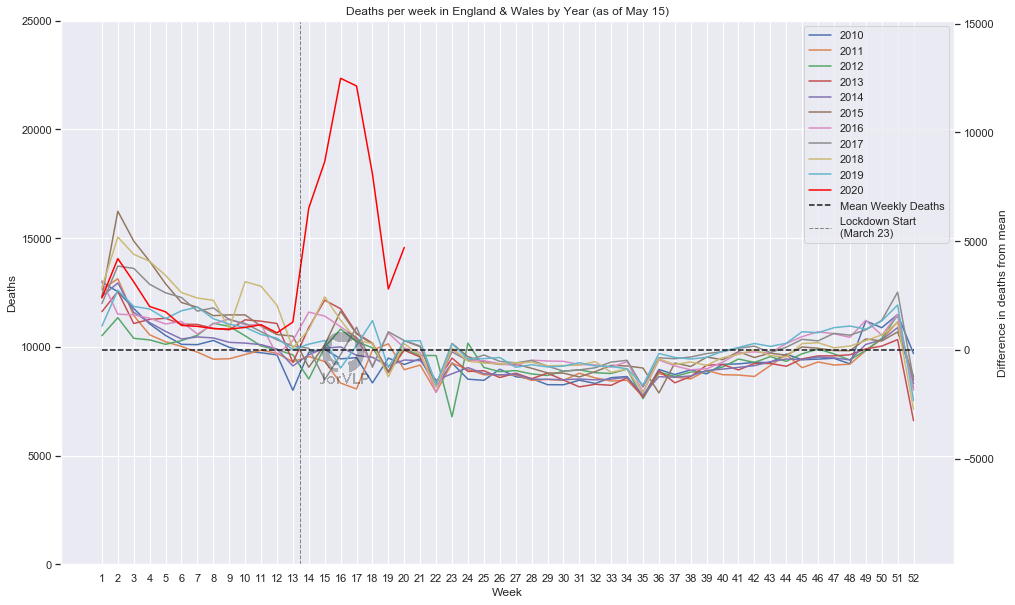 Deaths per week in England & Wales by Year (as of May 15)
25000
20000
15000
10000
5000
0
Deaths
15000
10000
5000
0
−5000
Difference in deaths from mean
2010
2011
2012
2013
2014
2015
2016
2017
2018
2019
2020
Mean Weekly Deaths
Lockdown Start
(March 23)
1 2 3 4 5 6 7 8 9 10 11 12 13 14 15 16 17 18 19 20 21 22 23 24 25 26 27 28 29 30 31 32 33 34 35 36 37 38 39 40 41 42 43 44 45 46 47 48 49 50 51 52
Week